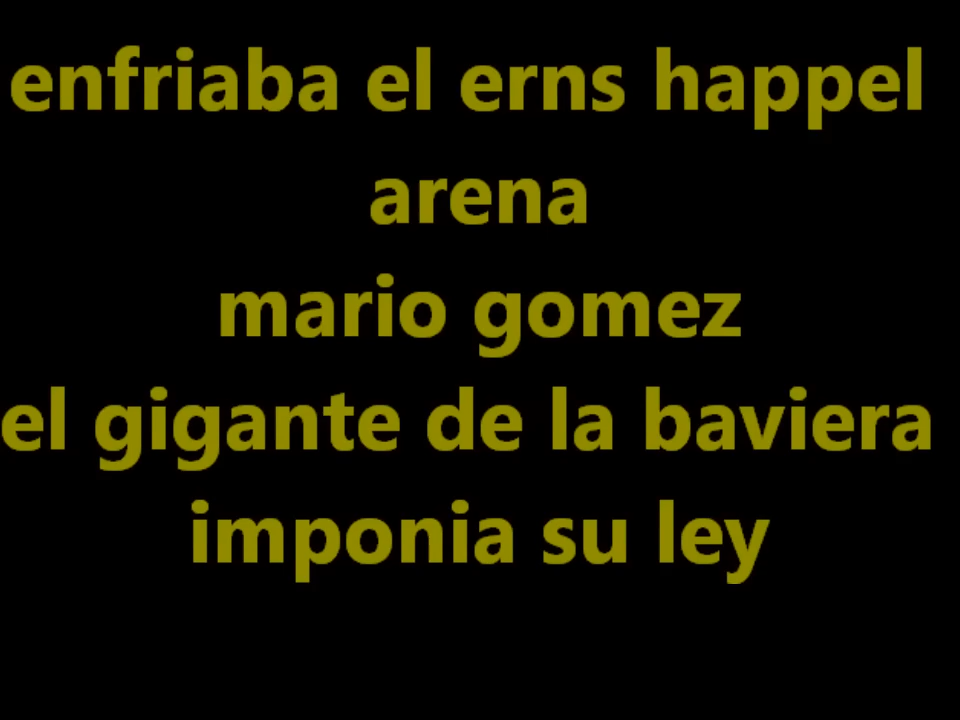 enfriaba el erns happel
arena
mario gomez
el gigante de la baviera
imponia su ley